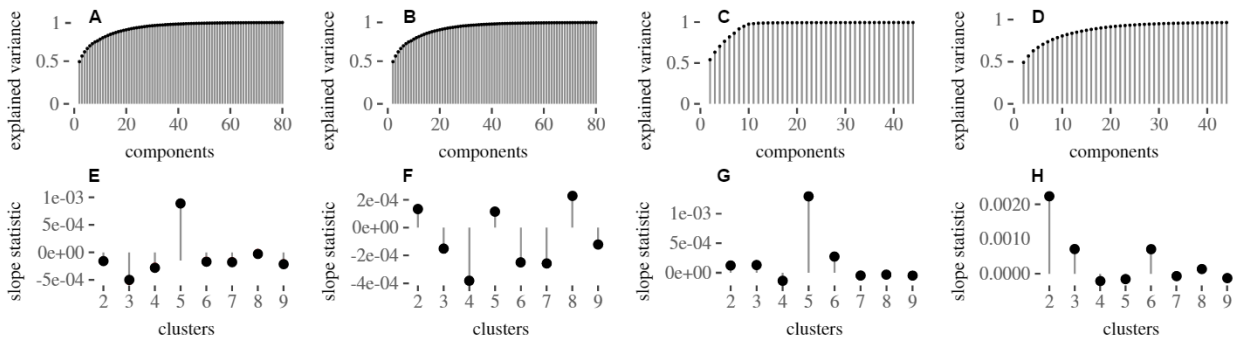 A
explained variance
1
0.5
0
0 20 40 60 80
components
B
explained variance
1
0.5
0
0 20 40 60 80
components
C
explained variance
1
0.5
0
0 10 20 30 40
components
D
explained variance
1
0.5
0
0 10 20 30 40
components
E
slope statistic
1e-03
5e-04
0e+00
-5e-04
2 3 4 5 6 7 8 9
clusters
F
slope statistic
2e-04
0e+00
-2e-04
-4e-04
2 3 4 5 6 7 8 9
clusters
G
slope statistic
1e-03
5e-04
0e+00
2 3 4 5 6 7 8 9
clusters
H
slope statistic
0.0020
0.0010
0.0000
2 3 4 5 6 7 8 9
clusters